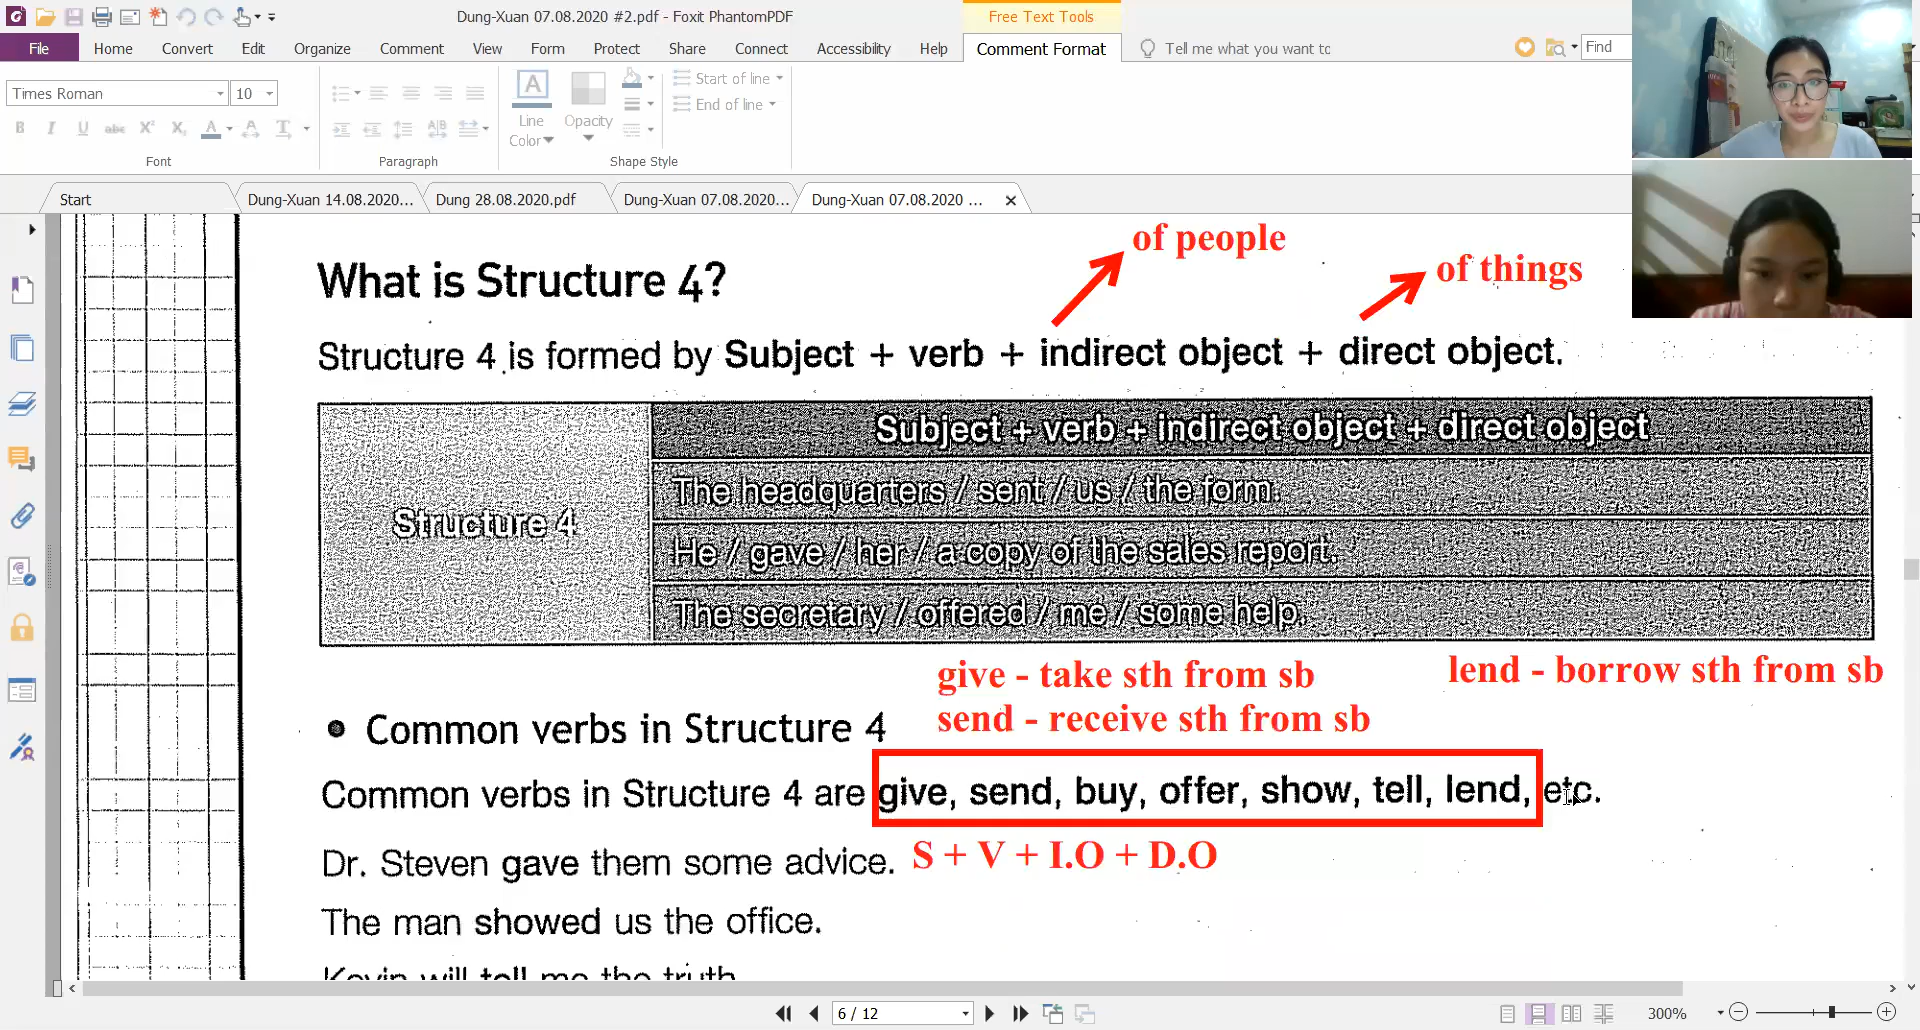 Dung-Xuan 07.08.2020 #2.pdf - Foxit PhantomPDF
Free Text Tools
File Home Convert Edit Organize Comment View Form Protect Share Connect Accessibility Help Comment Format Tell me what you want to
Find
Times Roman 10
Start of line
End of line
Line Color
Opacity
Font Paragraph Shape Style
Start
Dung-Xuan 14.08.2020...
Dung 28.08.2020.pdf
Dung-Xuan 07.08.2020...
Dung-Xuan 07.08.2020 ...
of people
of things
What is Structure 4?
Structure 4 is formed by Subject + verb + indirect object + direct object.
Structure 4
Subject + verb + indirect object + direct object
The headquarters / sent / us / the form.
He / gave / her / a copy of the sales report.
The secretary / offered / me / some help.
give - take sth from sb
lend - borrow sth from sb
send - receive sth from sb
• Common verbs in Structure 4
Common verbs in Structure 4 are give, send, buy, offer, show, tell, lend, etc.
Dr. Steven gave them some advice.
S + V + I.O + D.O
The man showed us the office.
Kevin will tell me the truth
6 / 12
300%